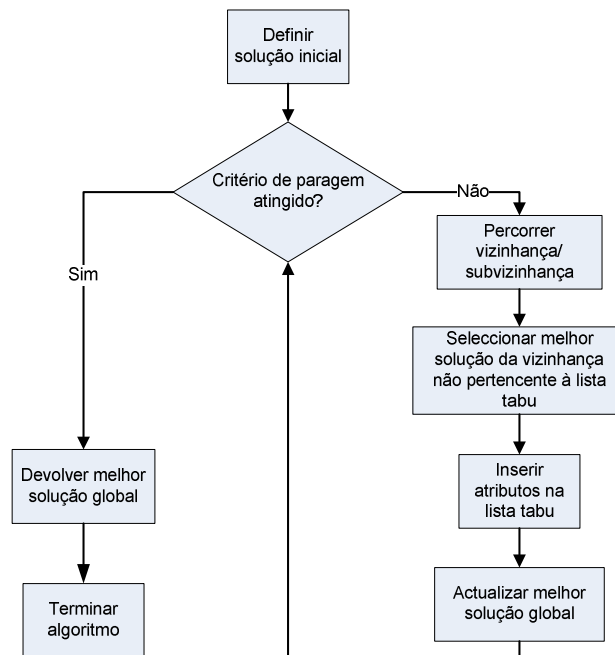 Definir
solução inicial
Critério de paragem
atingido?
Não
Sim
Percorrer
vizinhança/
subvizinhança
Seleccionar melhor
solução da vizinhança
não pertencente à lista
tabu
Inserir
atributos na
lista tabu
Actualizar melhor
solução global
Devolver melhor
solução global
Terminar
algoritmo